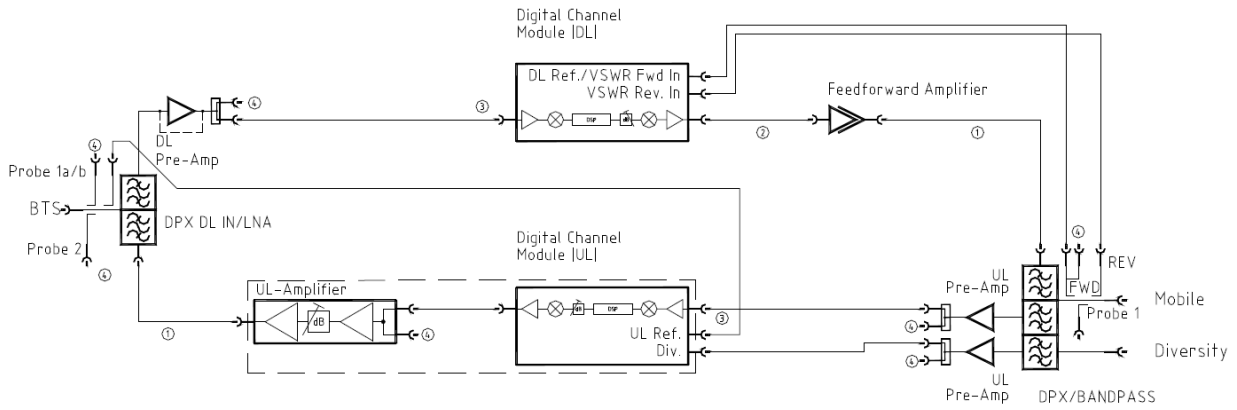 Digital Channel
Module |DL|
DL Ref./VSWR Fwd In
VSWR Rev. In
DSP
dB
Feedforward Amplifier
4
3
2
1
DL
Pre-Amp
4
Probe 1a/b
BTS
DPX DL IN/LNA
Probe 2
4
4
REV
FWD
Digital Channel
Module |UL|
UL-Amplifier
UL
Pre-Amp
Mobile
Probe 1
dB
dB
DSP
3
4
4
1
UL Ref.
Div.
4
Diversity
UL
Pre-Amp
DPX/BANDPASS